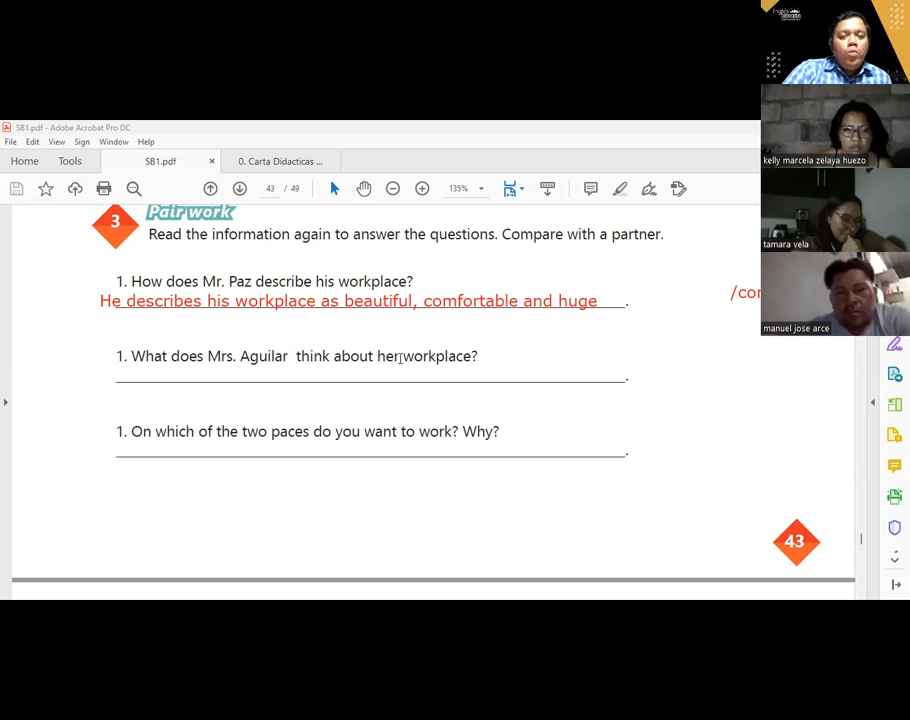 Inglés
SB1.pdf - Adobe Acrobat Pro DC
File Edit View Sign Window Help
Home Tools SB1.pdf × 0. Carta Didacticas ...
43 / 49 135%
3 Pair work
Read the information again to answer the questions. Compare with a partner.
1. How does Mr. Paz describe his workplace?
He describes his workplace as beautiful, comfortable and huge .
/cor
1. What does Mrs. Aguilar think about her workplace?
.
1. On which of the two paces do you want to work? Why?
.
43
kelly marcela zelaya huezo
tamara vela
manuel jose arce